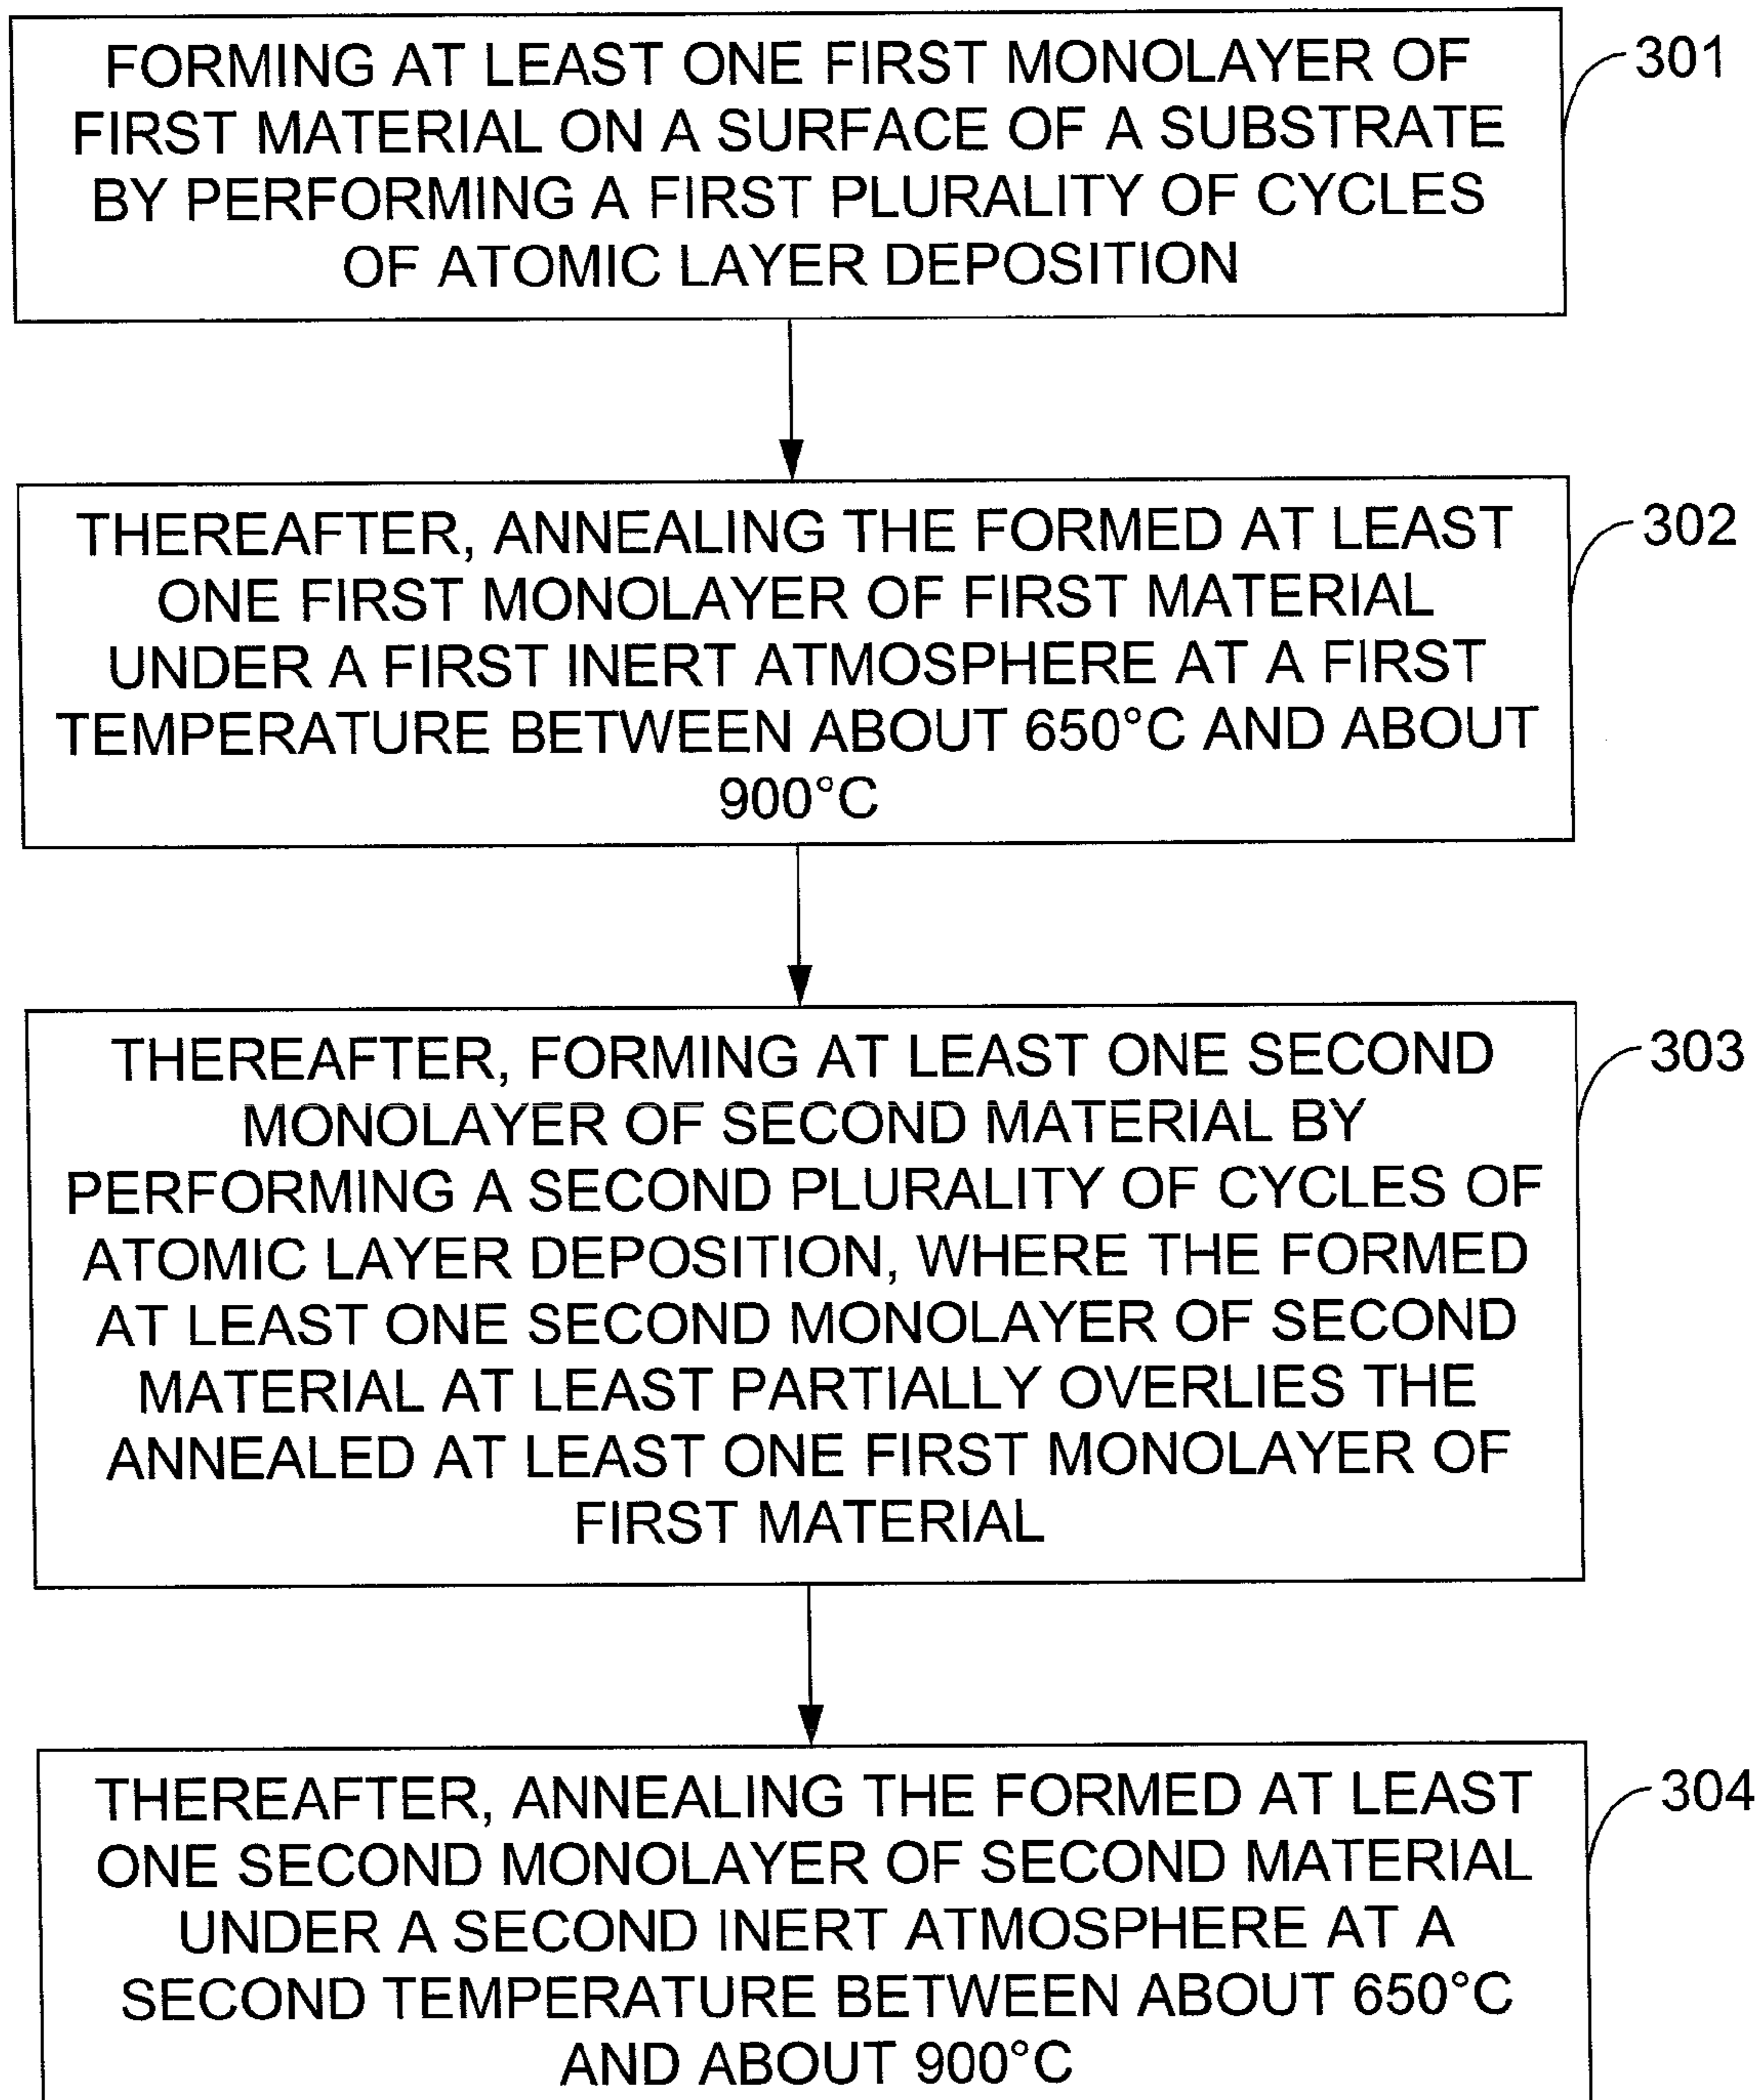 FORMING AT LEAST ONE FIRST MONOLAYER OF
FIRST MATERIAL ON A SURFACE OF A SUBSTRATE
BY PERFORMING A FIRST PLURALITY OF CYCLES
OF ATOMIC LAYER DEPOSITION
301
THEREAFTER, ANNEALING THE FORMED AT LEAST
ONE FIRST MONOLAYER OF FIRST MATERIAL
UNDER A FIRST INERT ATMOSPHERE AT A FIRST
TEMPERATURE BETWEEN ABOUT 650°C AND ABOUT
900°C
302
THEREAFTER, FORMING AT LEAST ONE SECOND
MONOLAYER OF SECOND MATERIAL BY
PERFORMING A SECOND PLURALITY OF CYCLES OF
ATOMIC LAYER DEPOSITION, WHERE THE FORMED
AT LEAST ONE SECOND MONOLAYER OF SECOND
MATERIAL AT LEAST PARTIALLY OVERLIES THE
ANNEALED AT LEAST ONE FIRST MONOLAYER OF
FIRST MATERIAL
303
THEREAFTER, ANNEALING THE FORMED AT LEAST
ONE SECOND MONOLAYER OF SECOND MATERIAL
UNDER A SECOND INERT ATMOSPHERE AT A
SECOND TEMPERATURE BETWEEN ABOUT 650°C
AND ABOUT 900°C
304